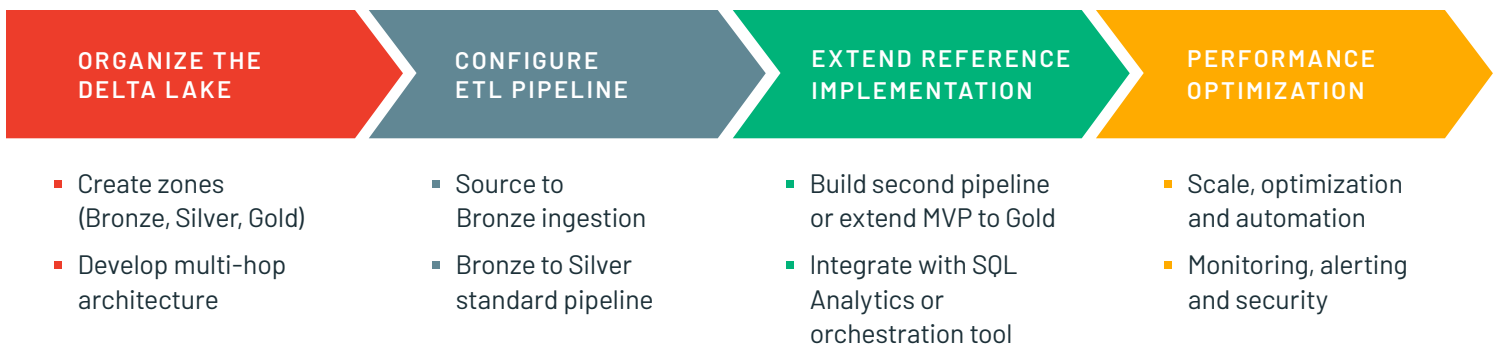 ORGANIZE THE
DELTA LAKE
CONFIGURE
ETL PIPELINE
EXTEND REFERENCE
IMPLEMENTATION
PERFORMANCE
OPTIMIZATION
Create zones
(Bronze, Silver, Gold)
Develop multi-hop
architecture
Source to
Bronze ingestion
Bronze to Silver
standard pipeline
Build second pipeline
or extend MVP to Gold
Integrate with SQL
Analytics or
orchestration tool
Scale, optimization
and automation
Monitoring, alerting
and security